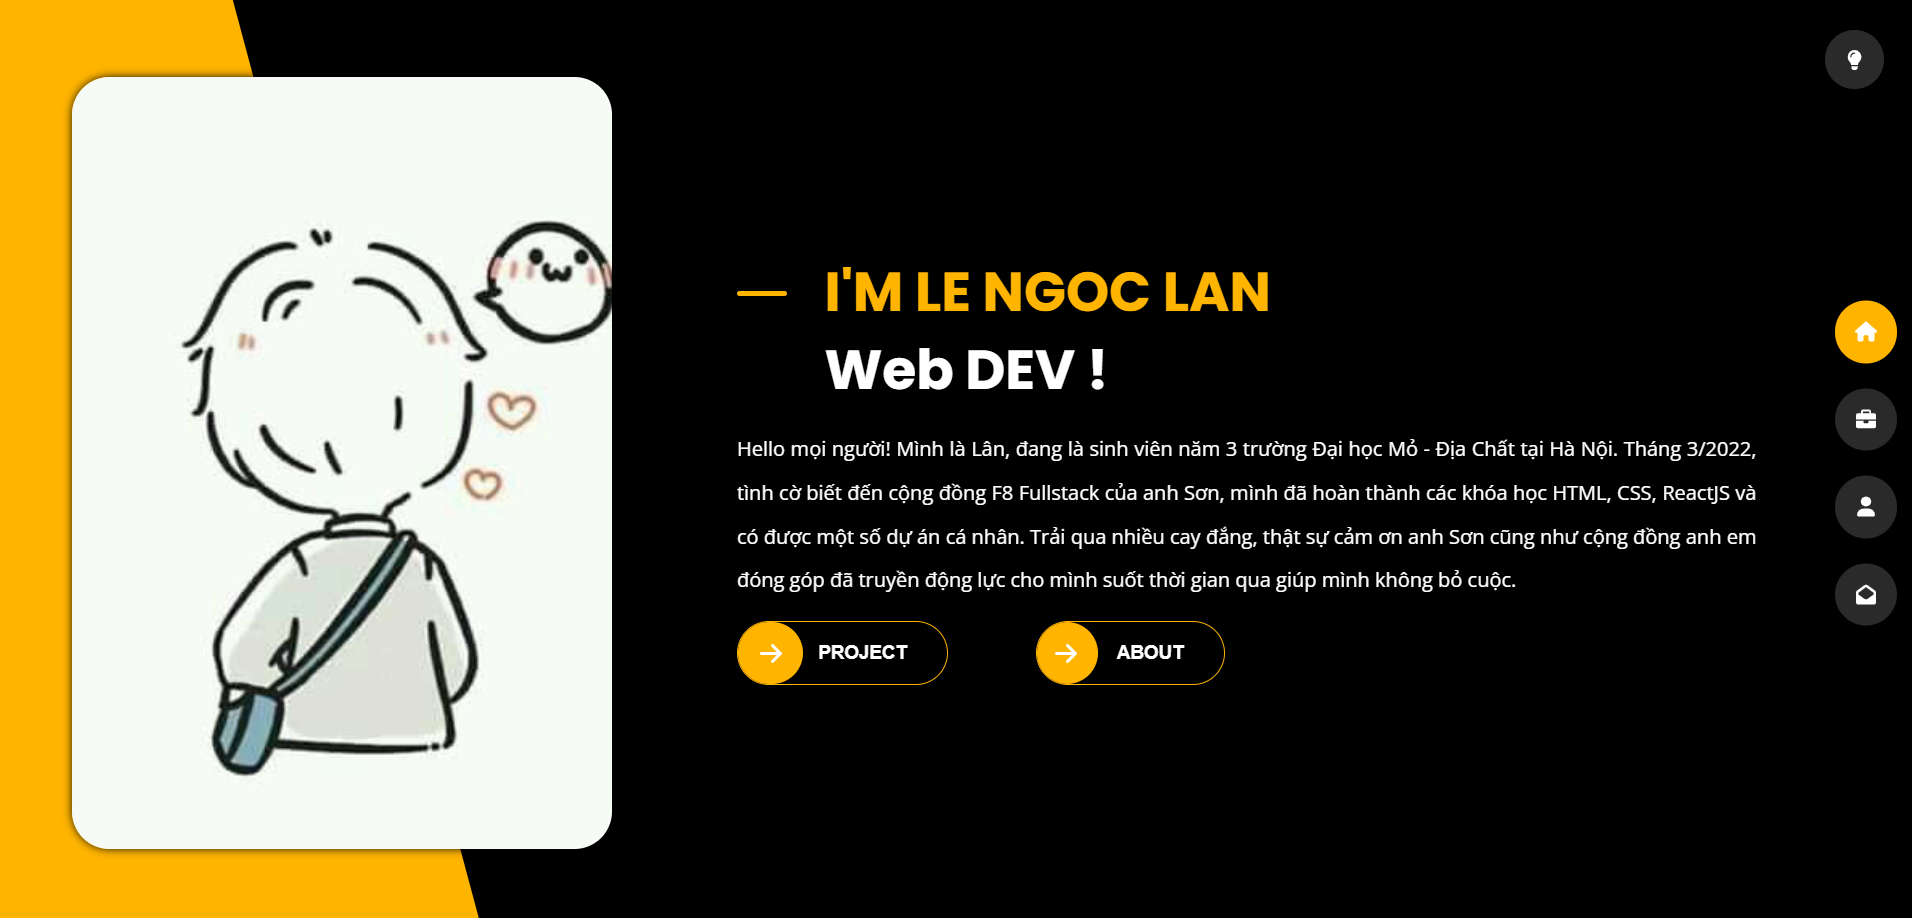 I'M LE NGOC LAN
Web DEV !
Hello mọi người! Mình là Lân, đang là sinh viên năm 3 trường Đại học Mỏ - Địa Chất tại Hà Nội. Tháng 3/2022,
tình cờ biết đến cộng đồng F8 Fullstack của anh Sơn, mình đã hoàn thành các khóa học HTML, CSS, ReactJS và
có được một số dự án cá nhân. Trải qua nhiều cay đắng, thật sự cảm ơn anh Sơn cũng như cộng đồng anh em
đóng góp đã truyền động lực cho mình suốt thời gian qua giúp mình không bỏ cuộc.
PROJECT
ABOUT